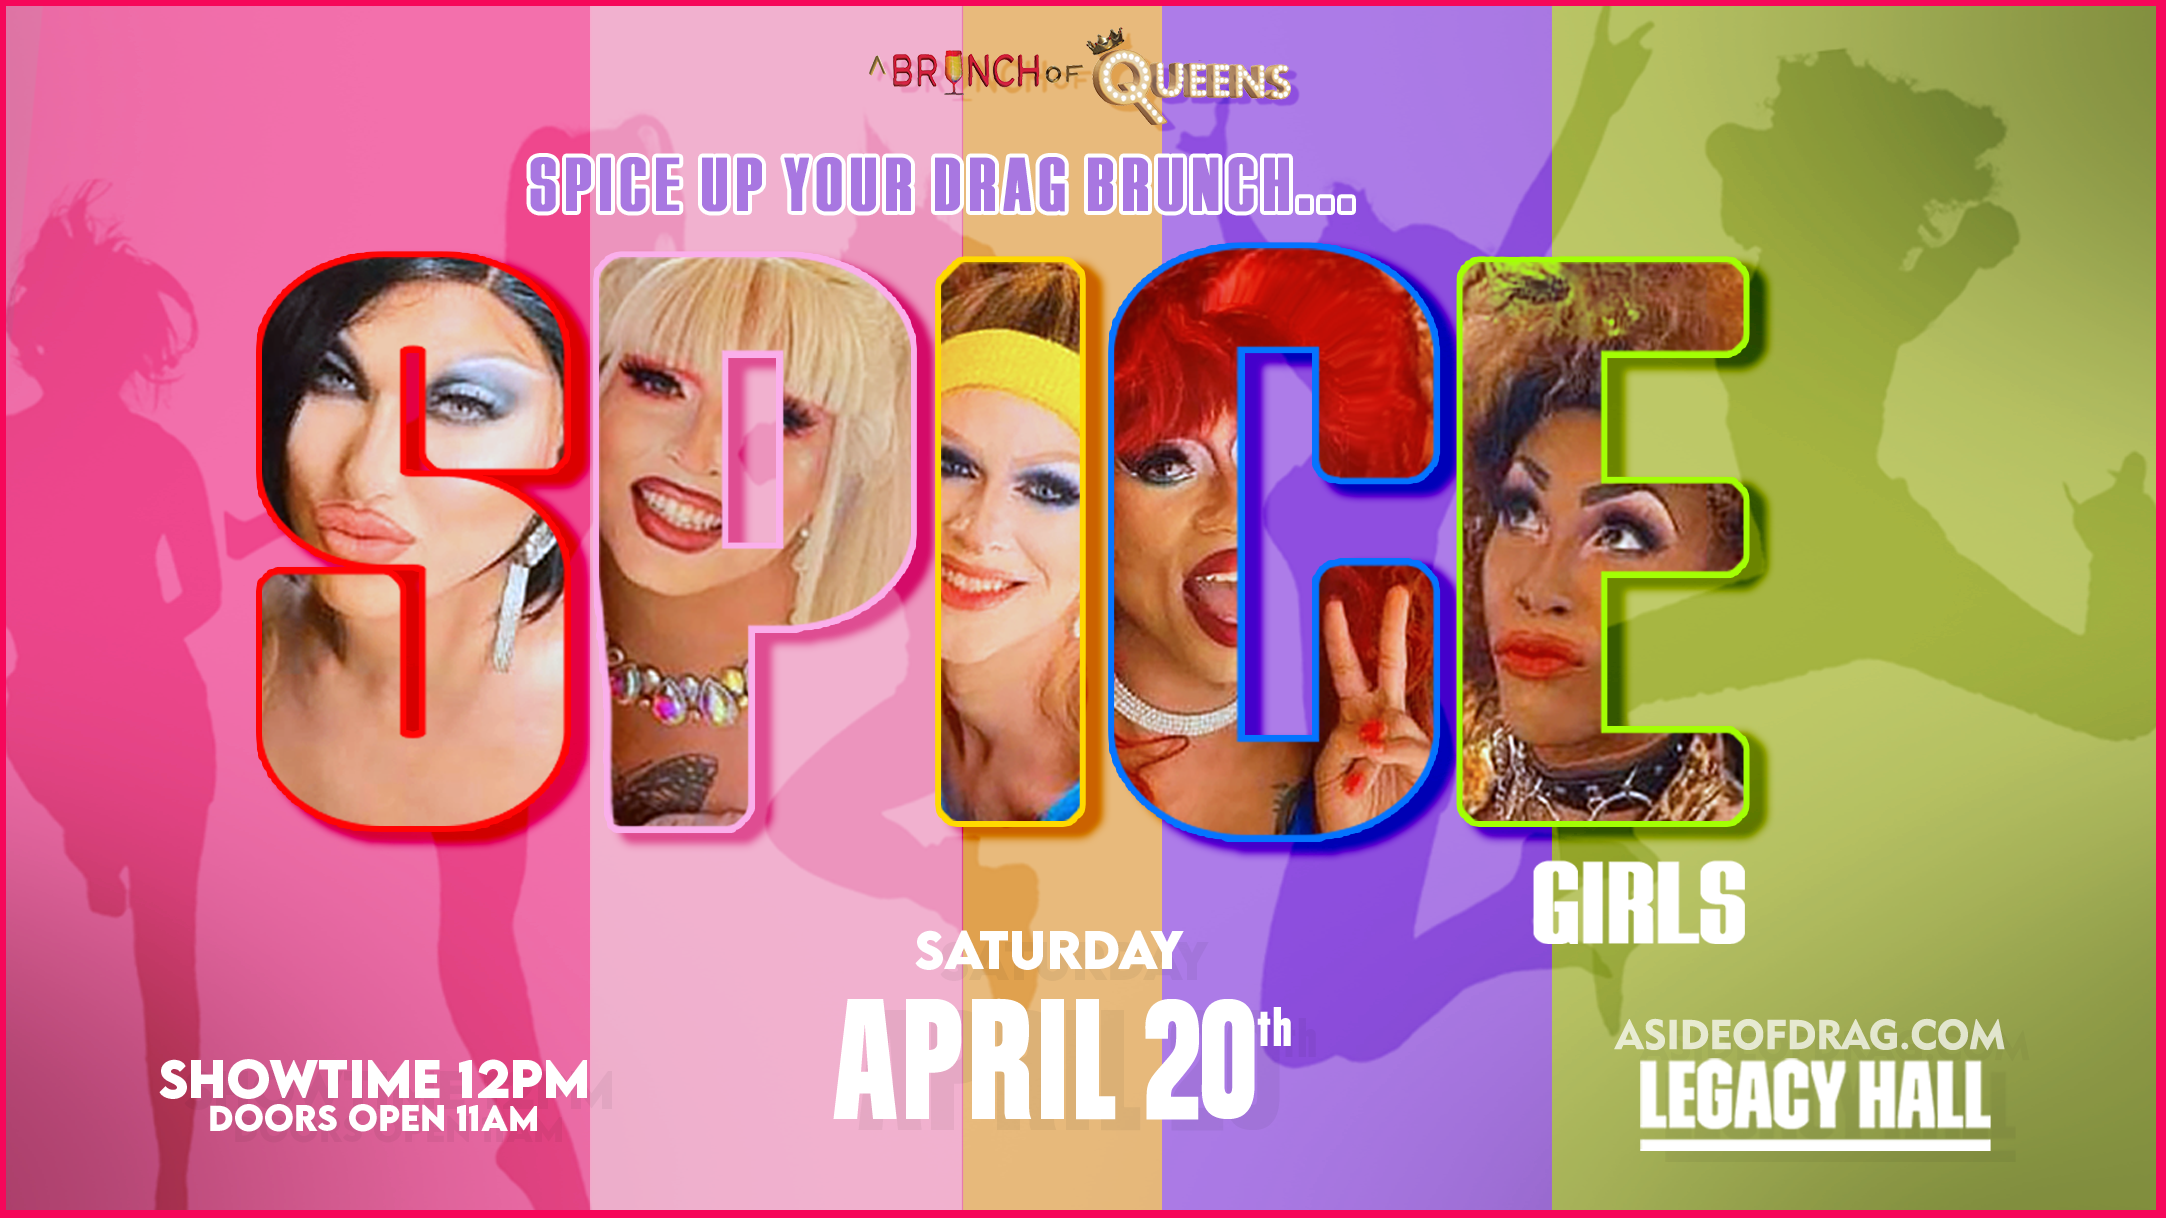 A BRUNCH OF QUEENS
SPICE UP YOUR DRAG BRUNCH...
SPICE
GIRLS
SATURDAY
APRIL 20th
SHOWTIME 12PM
DOORS OPEN 11AM
ASIDEOFDRAG.COM
LEGACY HALL